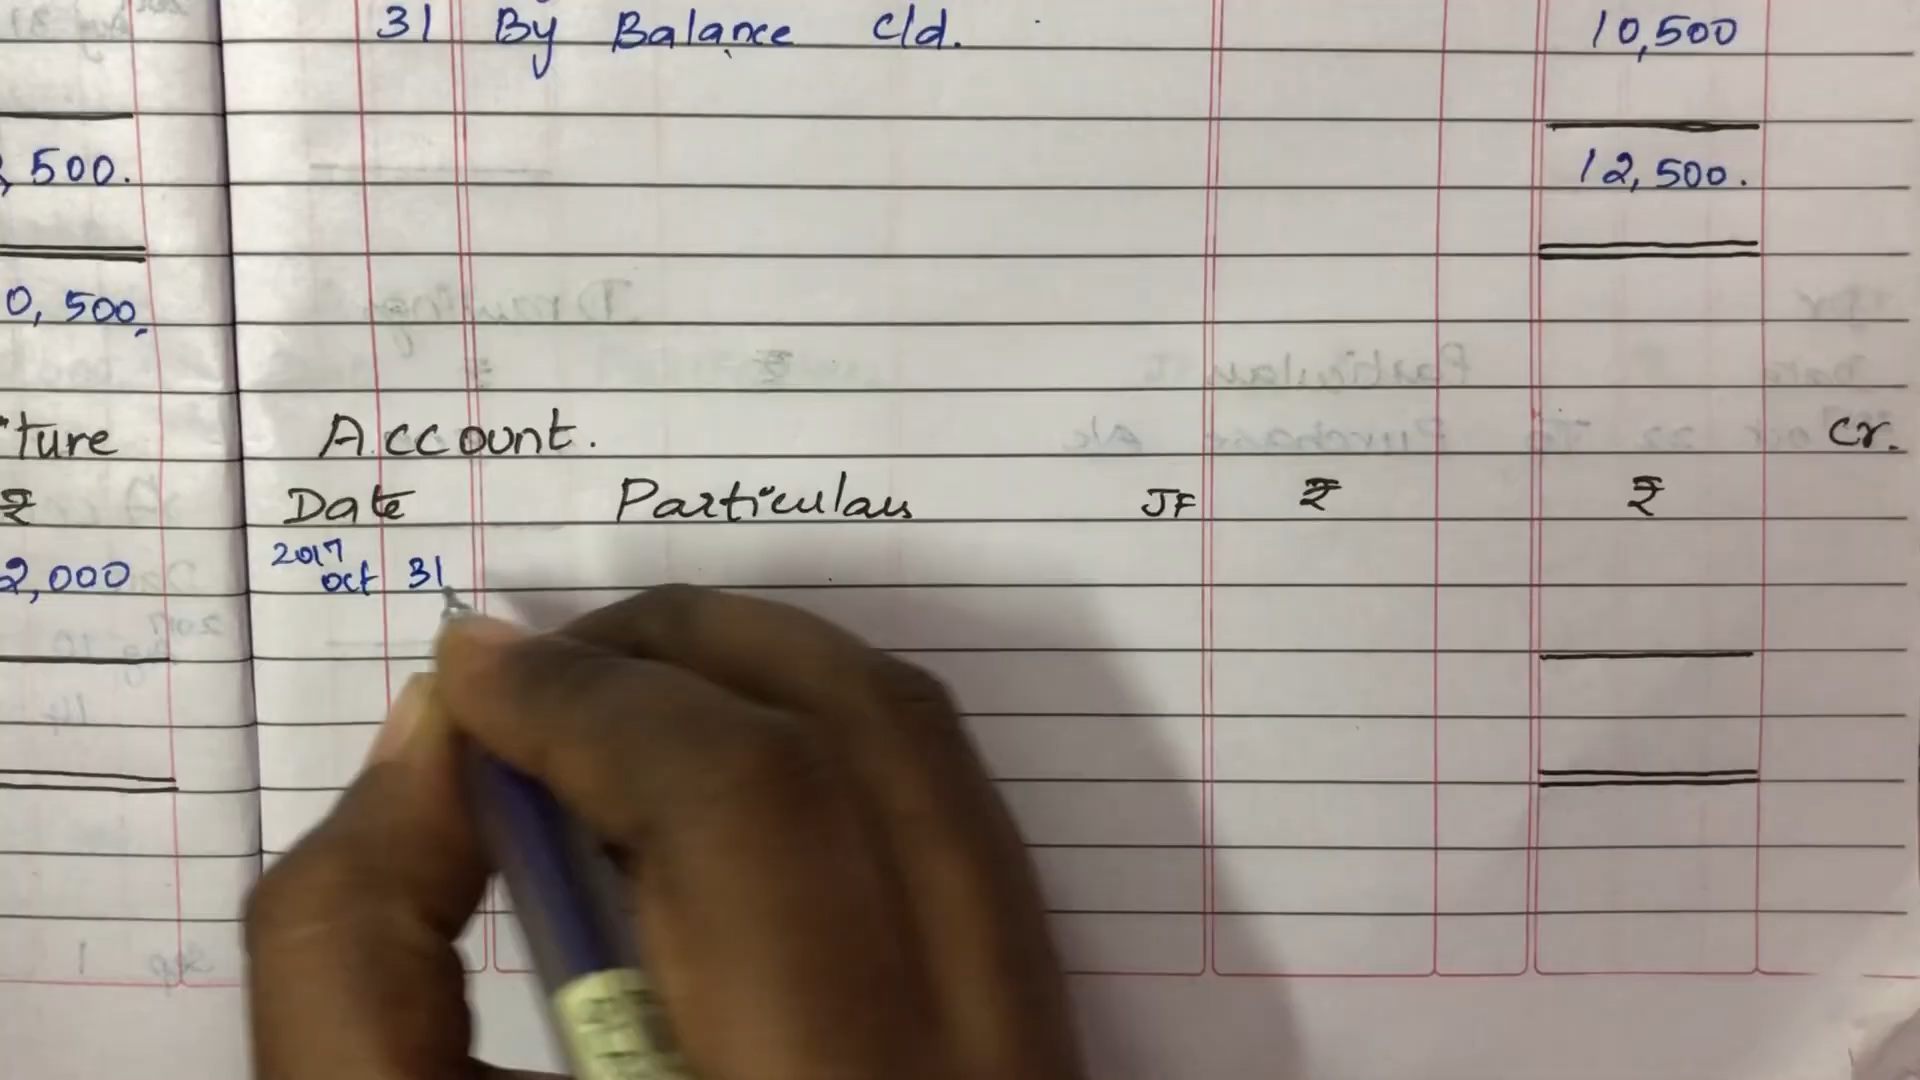 31 By Balance c/d. 10,500
500. 12,500.
0,500.
ture Account. Cr.
₹ Date Particulars JF ₹ ₹
2017
2,000 Oct 31